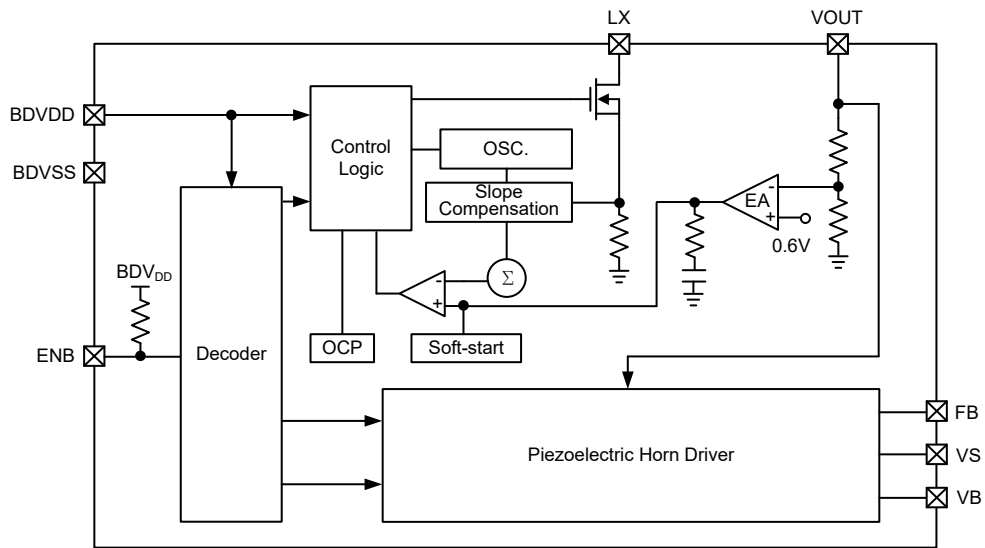 LX
VOUT
BDVDD
BDVSS
Control
Logic
OSC.
Slope
Compensation
EA
-
+
0.6V
BDVDD
Σ
-
+
ENB
Decoder
OCP
Soft-start
Piezoelectric Horn Driver
FB
VS
VB